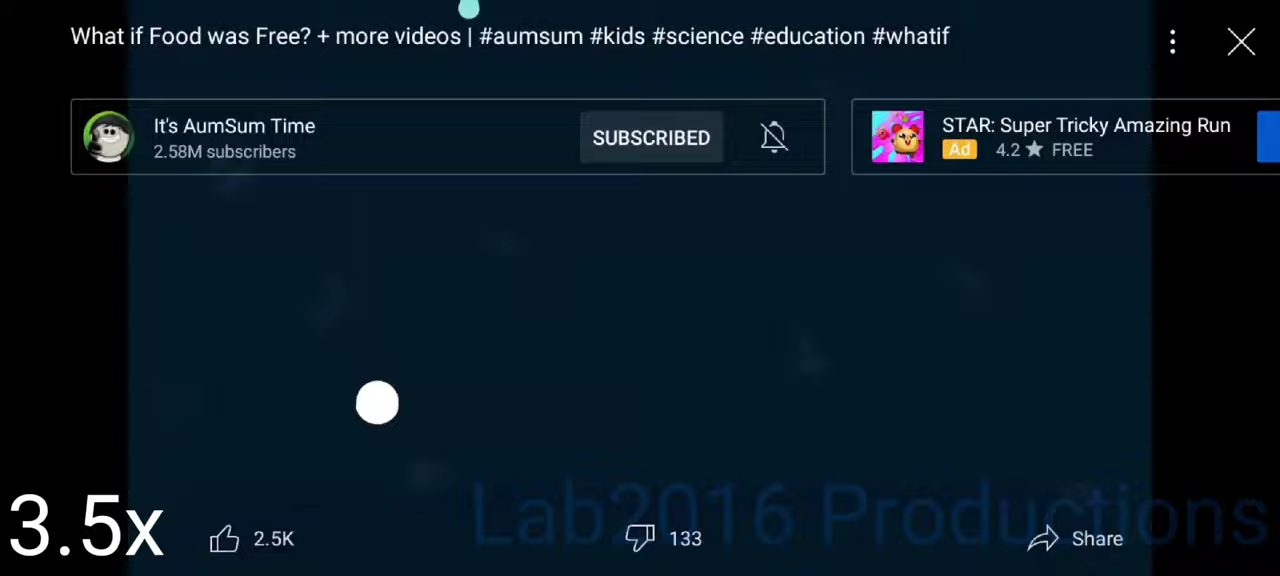 What if Food was Free? + more videos | #aumsum #kids #science #education #whatif
It's AumSum Time
2.58M subscribers
SUBSCRIBED
STAR: Super Tricky Amazing Run
Ad 4.2 ★ FREE
Lab2016 Productions.
3.5x
2.5K
133
Share